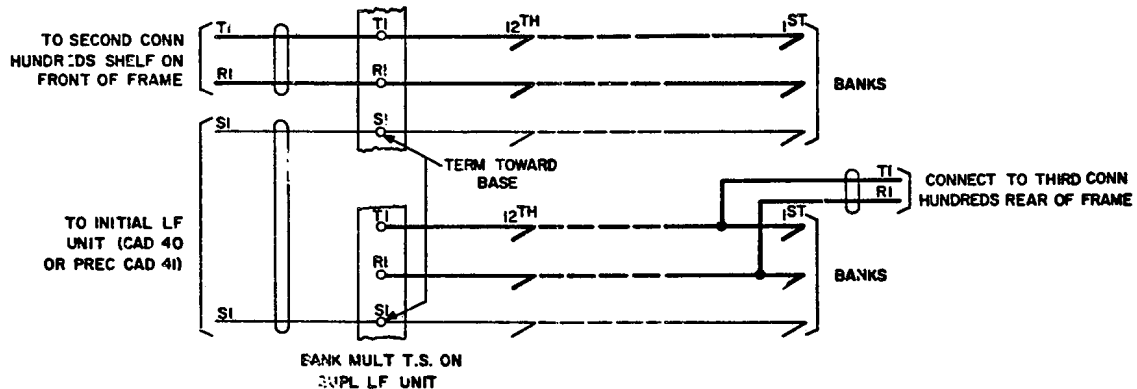 TO SECOND CONN
HUNDREDS SHELF ON
FRONT OF FRAME
T1
R1
S1
T1
R1
S1
12TH
1ST
BANKS
TERM TOWARD
BASE
T1
R1
CONNECT TO THIRD CONN
HUNDREDS REAR OF FRAME
TO INITIAL LF
UNIT (CAD 40
OR PREC CAD 41)
S1
T1
R1
S1
12TH
1ST
BANKS
BANK MULT T.S. ON
SUPL LF UNIT